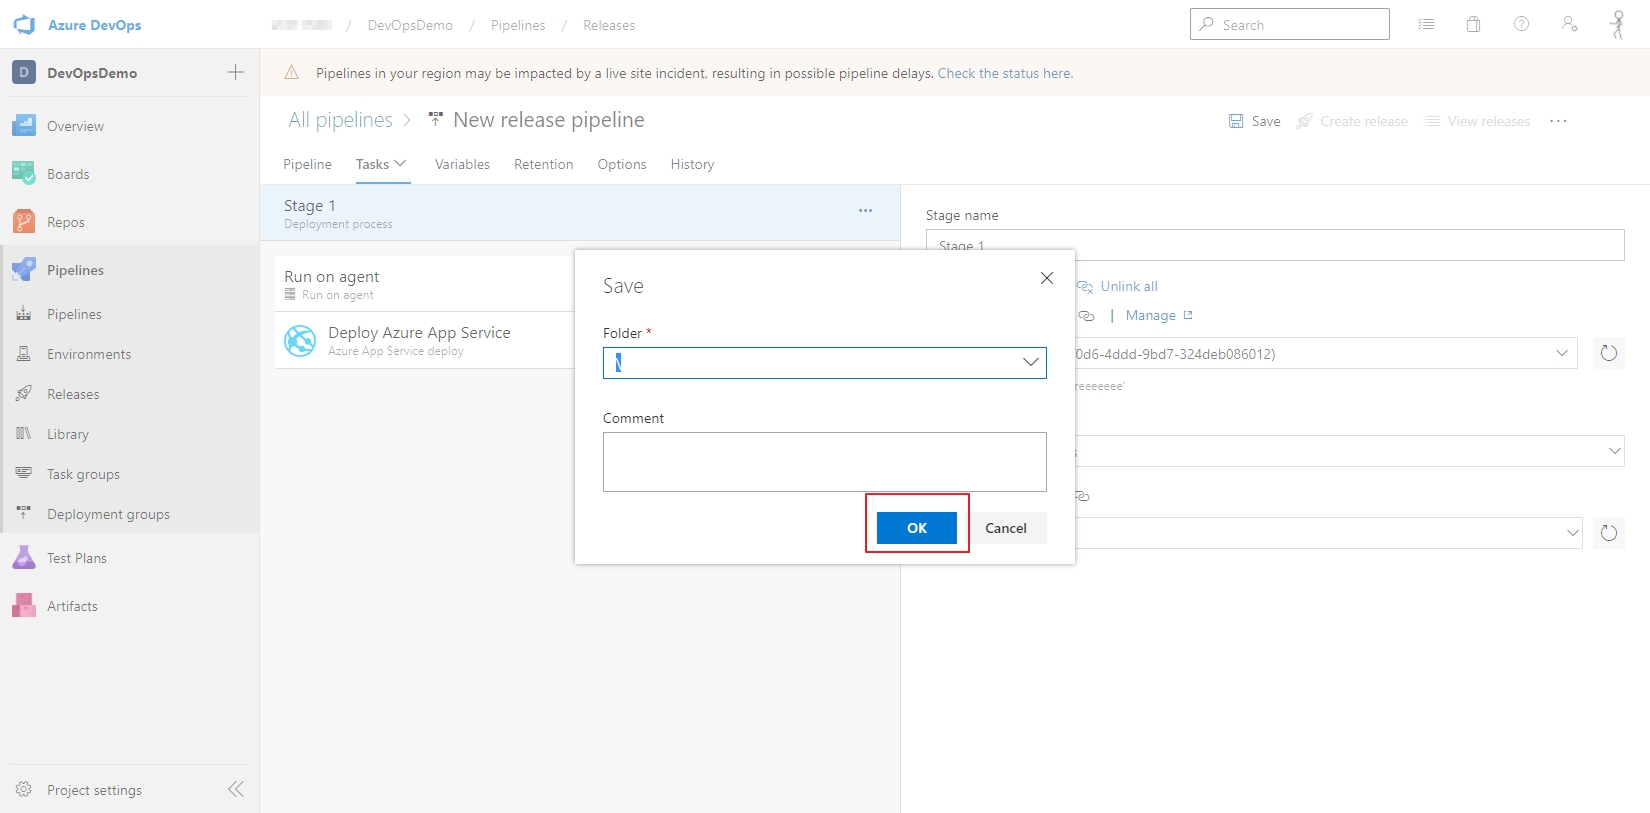 Azure DevOps
/ DevOpsDemo / Pipelines / Releases
Search
D DevOpsDemo
Pipelines in your region may be impacted by a live site incident, resulting in possible pipeline delays. Check the status here.
All pipelines > New release pipeline
Save Create release View releases ...
Pipeline Tasks Variables Retention Options History
Overview
Boards
Repos
Pipelines
Pipelines
Environments
Releases
Library
Task groups
Deployment groups
Test Plans
Artifacts
Project settings
Stage 1
Deployment process
...
Run on agent
Run on agent
Deploy Azure App Service
Azure App Service deploy
Stage name
Stage 1
Unlink all
| Manage
0d6-4ddd-9bd7-324deb086012)
reeeeeee'
s
Save
Folder *
\
Comment
OK Cancel